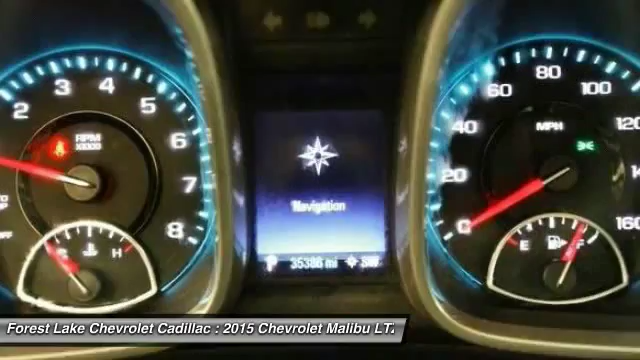 2 3 4 5 6 7 8
RPM
X1000
C H
Navigation
P 35386 mi SW
0 20 40 60 80 100 120 160
MPH
E F
Forest Lake Chevrolet Cadillac : 2015 Chevrolet Malibu LT.